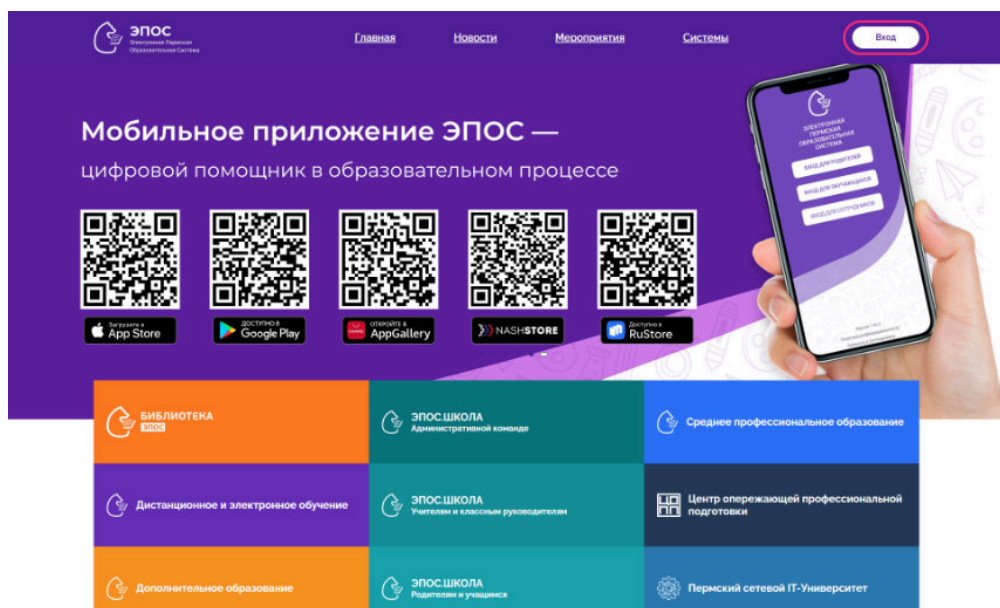 ЭПОС
Электронная Пермская
Образовательная Система
Главная
Новости
Мероприятия
Системы
Вход
Мобильное приложение ЭПОС —
цифровой помощник в образовательном процессе
Загрузите в
App Store
ДОСТУПНО В
Google Play
ОТКРОЙТЕ В
AppGallery
NASHSTORE
Доступно в
RuStore
ЭЛЕКТРОННАЯ
ПЕРМСКАЯ
ОБРАЗОВАТЕЛЬНАЯ
СИСТЕМА
ВХОД ДЛЯ РОДИТЕЛЕЙ
ВХОД ДЛЯ ОБУЧАЮЩИХСЯ
ВХОД ДЛЯ СОТРУДНИКОВ
БИБЛИОТЕКА
ЭПОС
ЭПОС.ШКОЛА
Административной команде
Среднее профессиональное образование
Дистанционное и электронное обучение
ЭПОС.ШКОЛА
Учителям и классным руководителям
Центр опережающей профессиональной
подготовки
Дополнительное образование
ЭПОС.ШКОЛА
Родителям и учащимся
Пермский сетевой IT-Университет